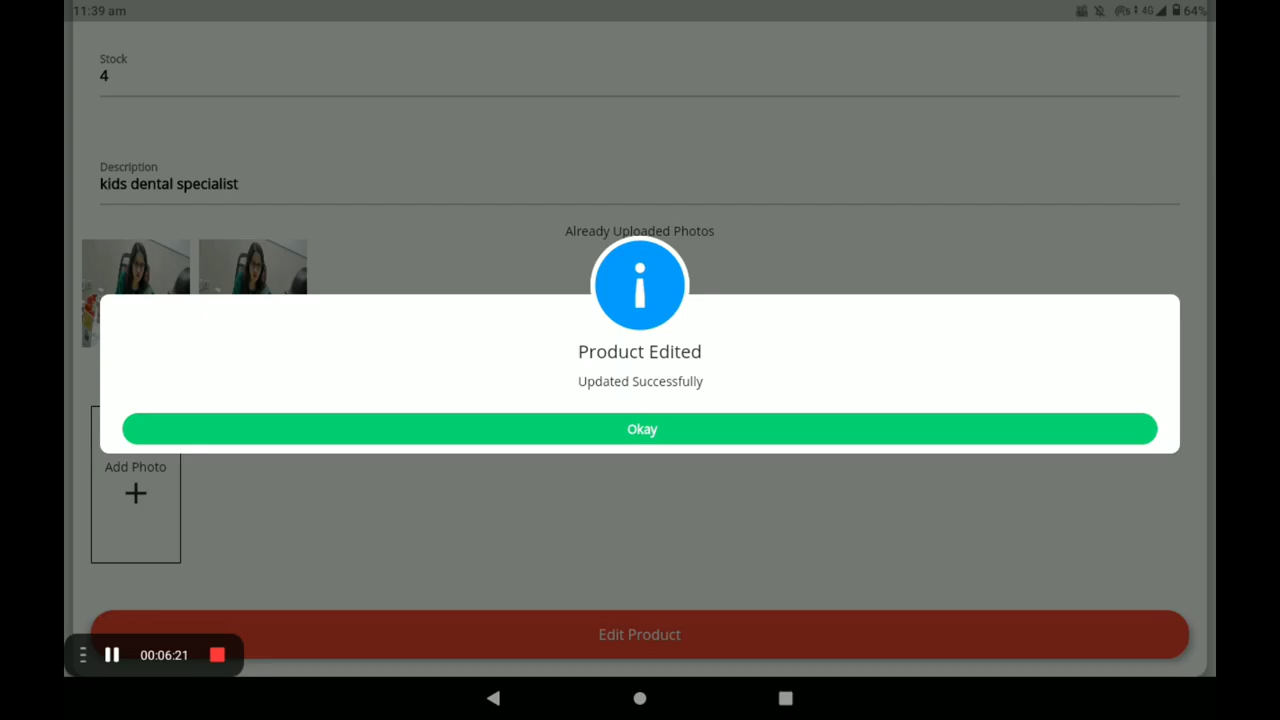 11:39 am
4G 64%
Stock
4
Description
kids dental specialist
Already Uploaded Photos
Product Edited
Updated Successfully
Okay
Add Photo
+
Edit Product
00:06:21